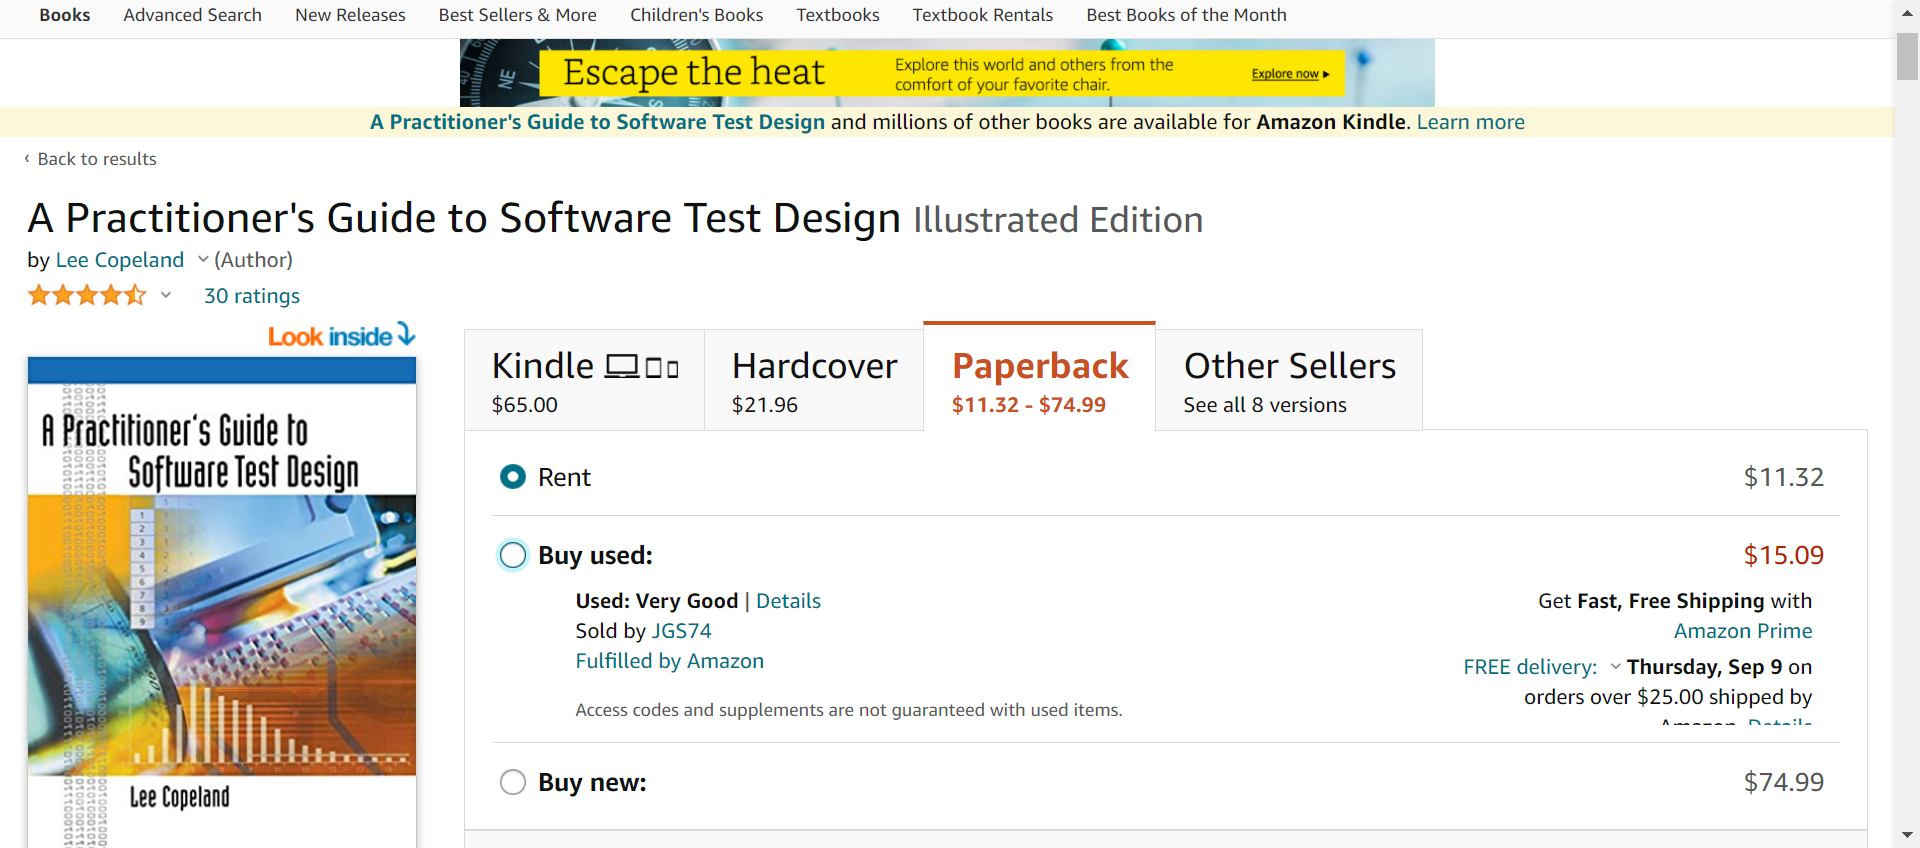 Books Advanced Search New Releases Best Sellers & More Children's Books Textbooks Textbook Rentals Best Books of the Month
NE
Escape the heat
Explore this world and others from the
comfort of your favorite chair.
Explore now ▸
A Practitioner's Guide to Software Test Design and millions of other books are available for Amazon Kindle. Learn more
‹ Back to results
A Practitioner's Guide to Software Test Design Illustrated Edition
by Lee Copeland (Author)
30 ratings
Look inside
A Practitioner's Guide to
Software Test Design
1
2
3
4
5
6
7
8
9
Lee Copeland
Kindle
$65.00
Hardcover
$21.96
Paperback
$11.32 - $74.99
Other Sellers
See all 8 versions
Rent $11.32
Buy used: $15.09
Used: Very Good | Details
Sold by JGS74
Fulfilled by Amazon
Access codes and supplements are not guaranteed with used items.
Get Fast, Free Shipping with
Amazon Prime
FREE delivery: Thursday, Sep 9 on
orders over $25.00 shipped by
Amazon. Details
Buy new: $74.99